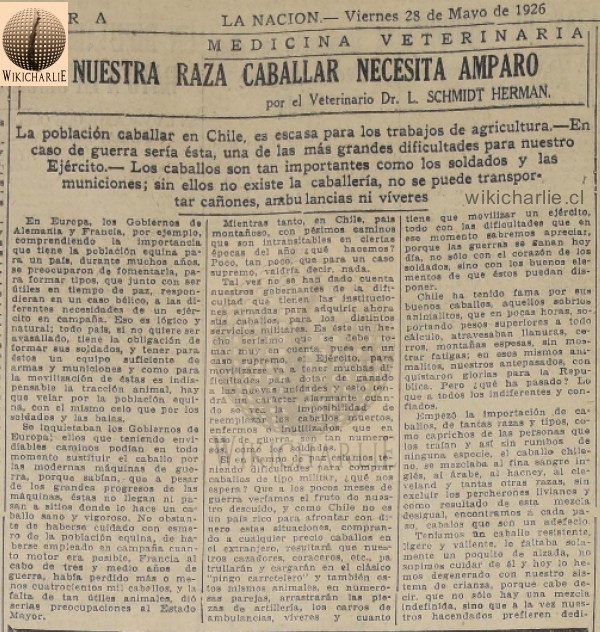 WIKICHARLIE
R A
LA NACION.— Viernes 28 de Mayo de 1926
MEDICINA VETERINARIA
NUESTRA RAZA CABALLAR NECESITA AMPARO
por el Veterinario Dr. L. SCHMIDT HERMAN.
La población caballar en Chile, es escasa para los trabajos de agricultura.—En
caso de guerra sería ésta, una de las más grandes dificultades para nuestro
Ejército.— Los caballos son tan importantes como los soldados y las
municiones; sin ellos no existe la caballería, no se puede transpor-
tar cañones, ambulancias ni víveres
wikicharlie.cl
En Europa, los Gobiernos de
Alemania y Francia, por ejemplo,
comprendiendo la importancia
que tiene la población equina pa-
ra un país, durante muchos años,
se preocuparon de fomentarla, pa-
ra formar tipos, que junto con ser
útiles en tiempo de paz, respon-
dieran en un caso bélico, a las di-
ferentes necesidades de un ejér-
cito en campaña. Eso es lógico y
natural; todo país, si no quiere ser
avasallado, tiene la obligación de
formar sus soldados, y tener para
éstos un equipo suficiente de
armas y municiones y como para
la movilización de éstas es indis-
pensable la tracción animal, hay
que velar por la población equi-
na, con el mismo celo que por los
soldados y las balas.
Se inquietaban los Gobiernos de
Europa; ellos que teniendo envi-
diables caminos podían en todo
momento substituir el caballo por
las modernas máquinas de gue-
rra, porque sabían, que a pesar
de los grandes progresos de las
máquinas, éstas no llegan ni pa-
san a sitios donde lo hace un ca-
ballo sano y vigoroso. No obstan-
te de haberse cuidado con esme-
ro de la población equina, de ha-
berse empleado en campaña cuan-
to motor era posible, Francia, al
cabo de tres y medio años de
guerra, había perdido más o me-
nos cuatrocientos mil caballos, y la
falta de tan útiles animales, dió
serias preocupaciones al Estado
Mayor.
Mientras tanto, en Chile, país
montañoso, con pésimos caminos
que son intransitables en ciertas
épocas del año ¿qué hacemos?
Poco, tan poco, que para un caso
supremo, valdría decir, nada.
Tal vez no se han dado cuenta
nuestros gobernantes de la difi-
cultad que tienen las institucio-
nes armadas para adquirir ahora
sus caballos, para los distintos
servicios militares. Es éste un he-
cho serísimo que se debe to-
mar muy en cuenta pues en un
caso supremo, el Ejército, para
movilizarse va a tener muchas di-
ficultades para dotar de ganado
a las nuevas unidades y esto ten-
drá un carácter alarmante cuando
se vea la imposibilidad de
reemplazar los caballos muertos,
enfermos o inutilizados, que en
de guerra, son tan numero
como los soldados.
En tiempo de paz estamos te-
niendo dificultades para comprar
caballos de tipo militar, ¿qué nos
espera? Que a los pocos meses de
guerra veríamos el fruto de nues-
tro descuido, y como Chile no es
un país rico para afrontar con di-
nero estas situaciones, comprando
a cualquier precio caballos en
el extranjero, resultará que nues-
tros cazadores, coraceros, etc., pa-
trullarán y cargarán en el clásico
"pingo carretelero" y también es-
tos mismos animales, en numero-
sas parejas, arrastrarán las pie-
zas de artillería, los carros de
ambulancias, víveres y cuanto
tiene que movilizar un ejército,
en todo con las dificultades que en
ese momento sabremos apreciar,
porque las guerras se ganan hoy
día, no sólo con el corazón de los
soldados, sino con los buenos ele-
mentos de que éstos puedan dis-
poner.
Chile ha tenido fama por sus
buenos caballos, aquellos sobrios
animalitos, que en pocas horas, so-
portando pesos superiores a todo
cálculo, atravesaban llanuras, ce-
rros, montañas espesas, sin mos-
trar fatigas; en esos mismos ani-
malitos, nuestros antepasados, con-
quistaron glorias para la Repú-
blica. Pero ¿qué ha pasado? Lo
que a todos los indiferentes y con-
fiados.
Empezó la importación de ca-
ballos, de tantas razas y tipos, co-
mo caprichos de las personas que
los traían y así sin rumbos de
ninguna especie, el caballo chile-
no, se mezclaba al fina sangre in-
glés, al árabe, al hacney, al cle-
veland y tantas otras razas, sin
excluir los percherones livianos y
como resultado de esta mezcla
desigual, encontramos a cada pa-
so, cabalos que son un adefecio.
Teníamos un caballo resistente,
ligero y valiente, le faltaba sola-
mente un poquito de alzada, no
supimos cuidar de él y hoy lo he-
mos degenerado con nuestro sis-
tema de crianza, porque cabe de-
cir, que no sólo hay una mezcla
indefinida, sino que a la vez nues-
tros hacendados prefieren dedi-